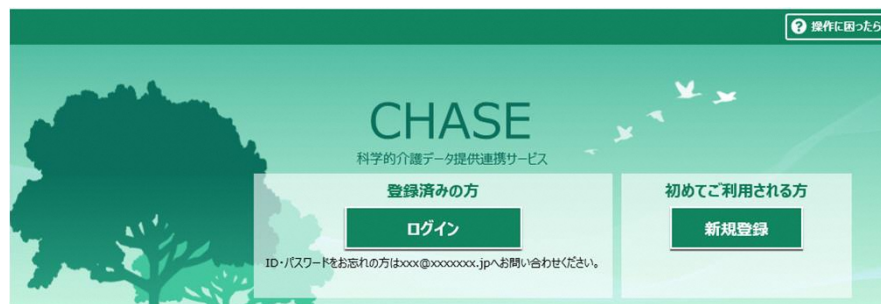 ? 操作に困ったら
CHASE
科学的介護データ提供連携サービス
登録済みの方
ログイン
ID・パスワードをお忘れの方はxxx@xxxxxxx.jpへお問い合わせください。
初めてご利用される方
新規登録